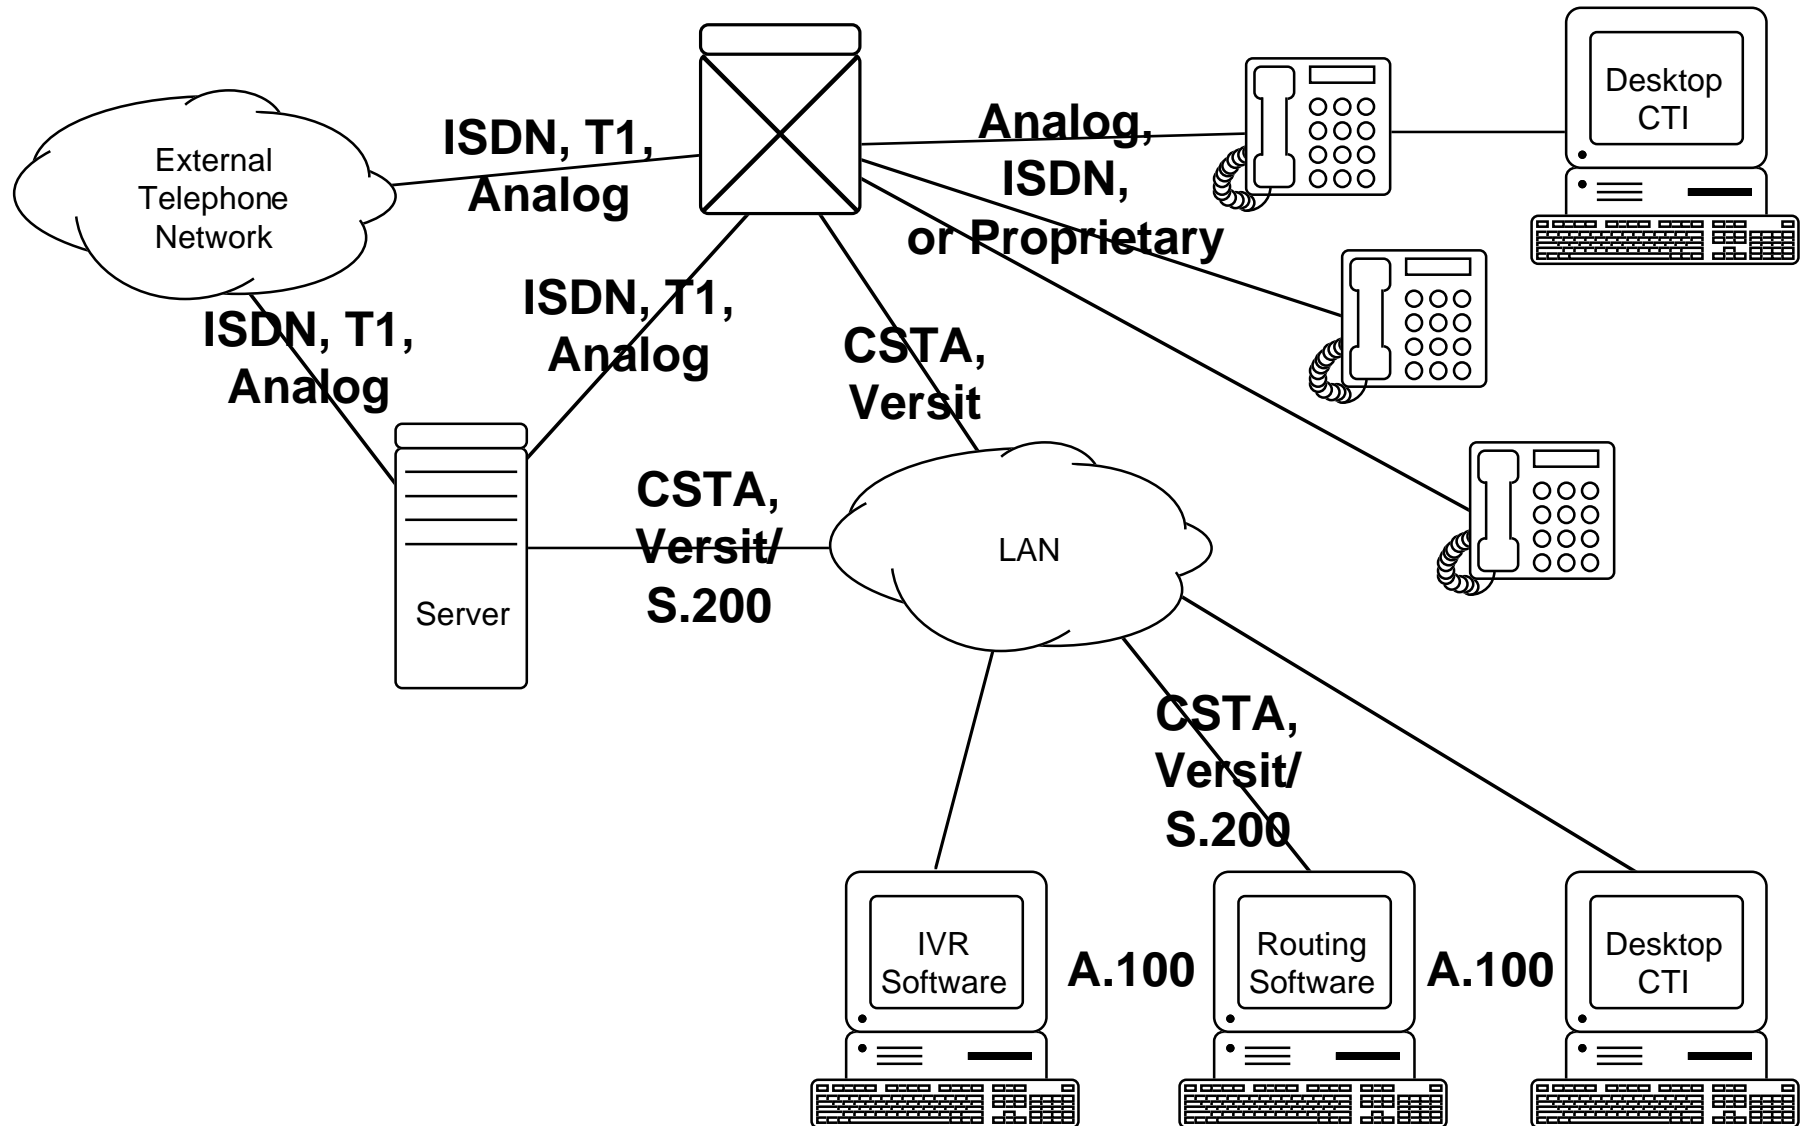 Desktop
CTI
Analog,
ISDN,
or Proprietary
ISDN, T1,
Analog
External
Telephone
Network
ISDN, T1,
Analog
ISDN, T1,
Analog
CSTA,
Versit
CSTA,
Versit/
S.200
LAN
Server
CSTA,
Versit/
S.200
IVR
Software
A.100
Routing
Software
A.100
Desktop
CTI